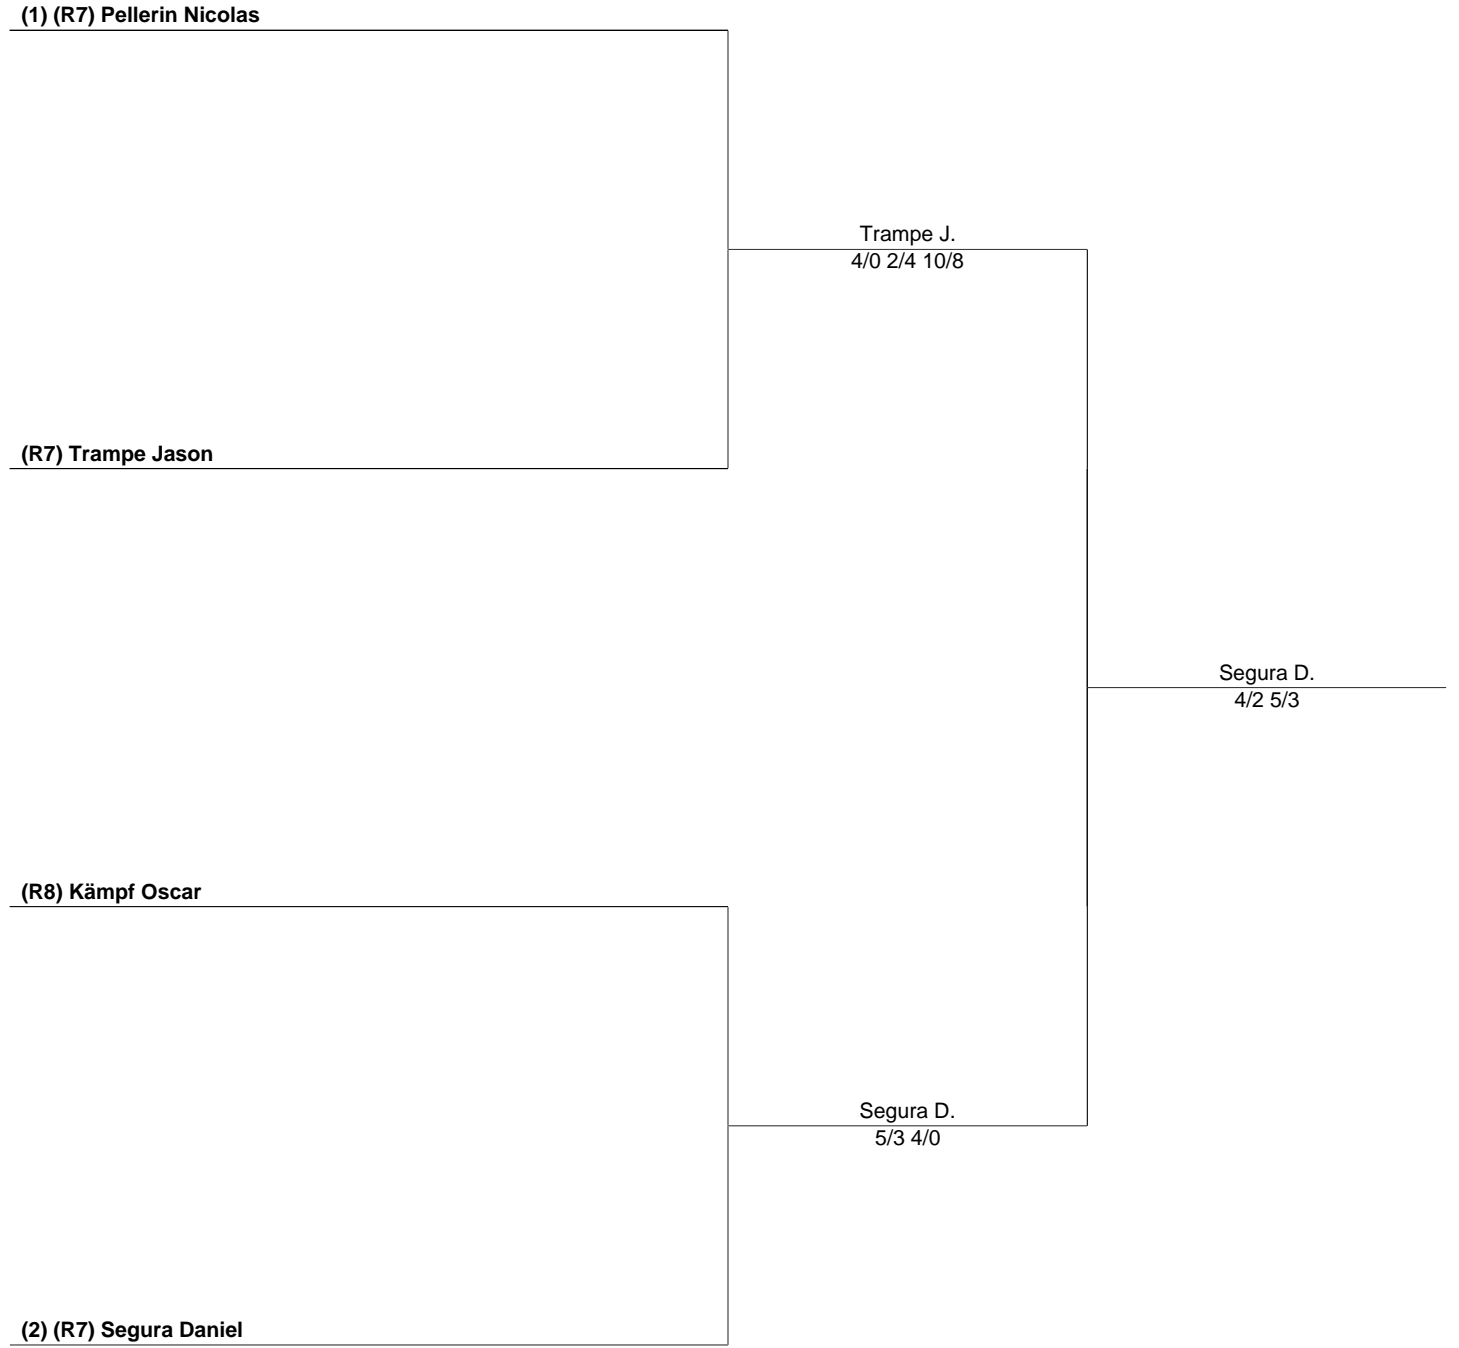 (1) (R7) Pellerin Nicolas
Trampe J.
4/0 2/4 10/8
(R7) Trampe Jason
Segura D.
4/2 5/3
(R8) Kämpf Oscar
Segura D.
5/3 4/0
(2) (R7) Segura Daniel